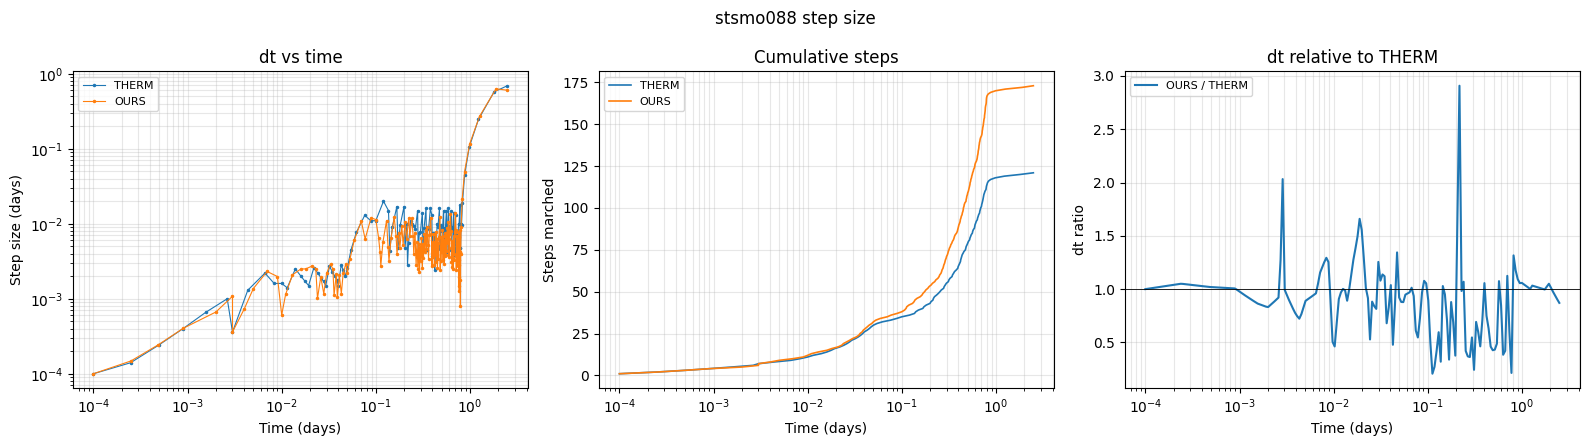 stsmo088 step size
dt vs time
THERM
OURS
10⁰
10⁻¹
10⁻²
10⁻³
10⁻⁴
Step size (days)
10⁻⁴ 10⁻³ 10⁻² 10⁻¹ 10⁰
Time (days)
Cumulative steps
THERM
OURS
175
150
125
100
75
50
25
0
Steps marched
10⁻⁴ 10⁻³ 10⁻² 10⁻¹ 10⁰
Time (days)
dt relative to THERM
OURS / THERM
3.0
2.5
2.0
1.5
1.0
0.5
dt ratio
10⁻⁴ 10⁻³ 10⁻² 10⁻¹ 10⁰
Time (days)